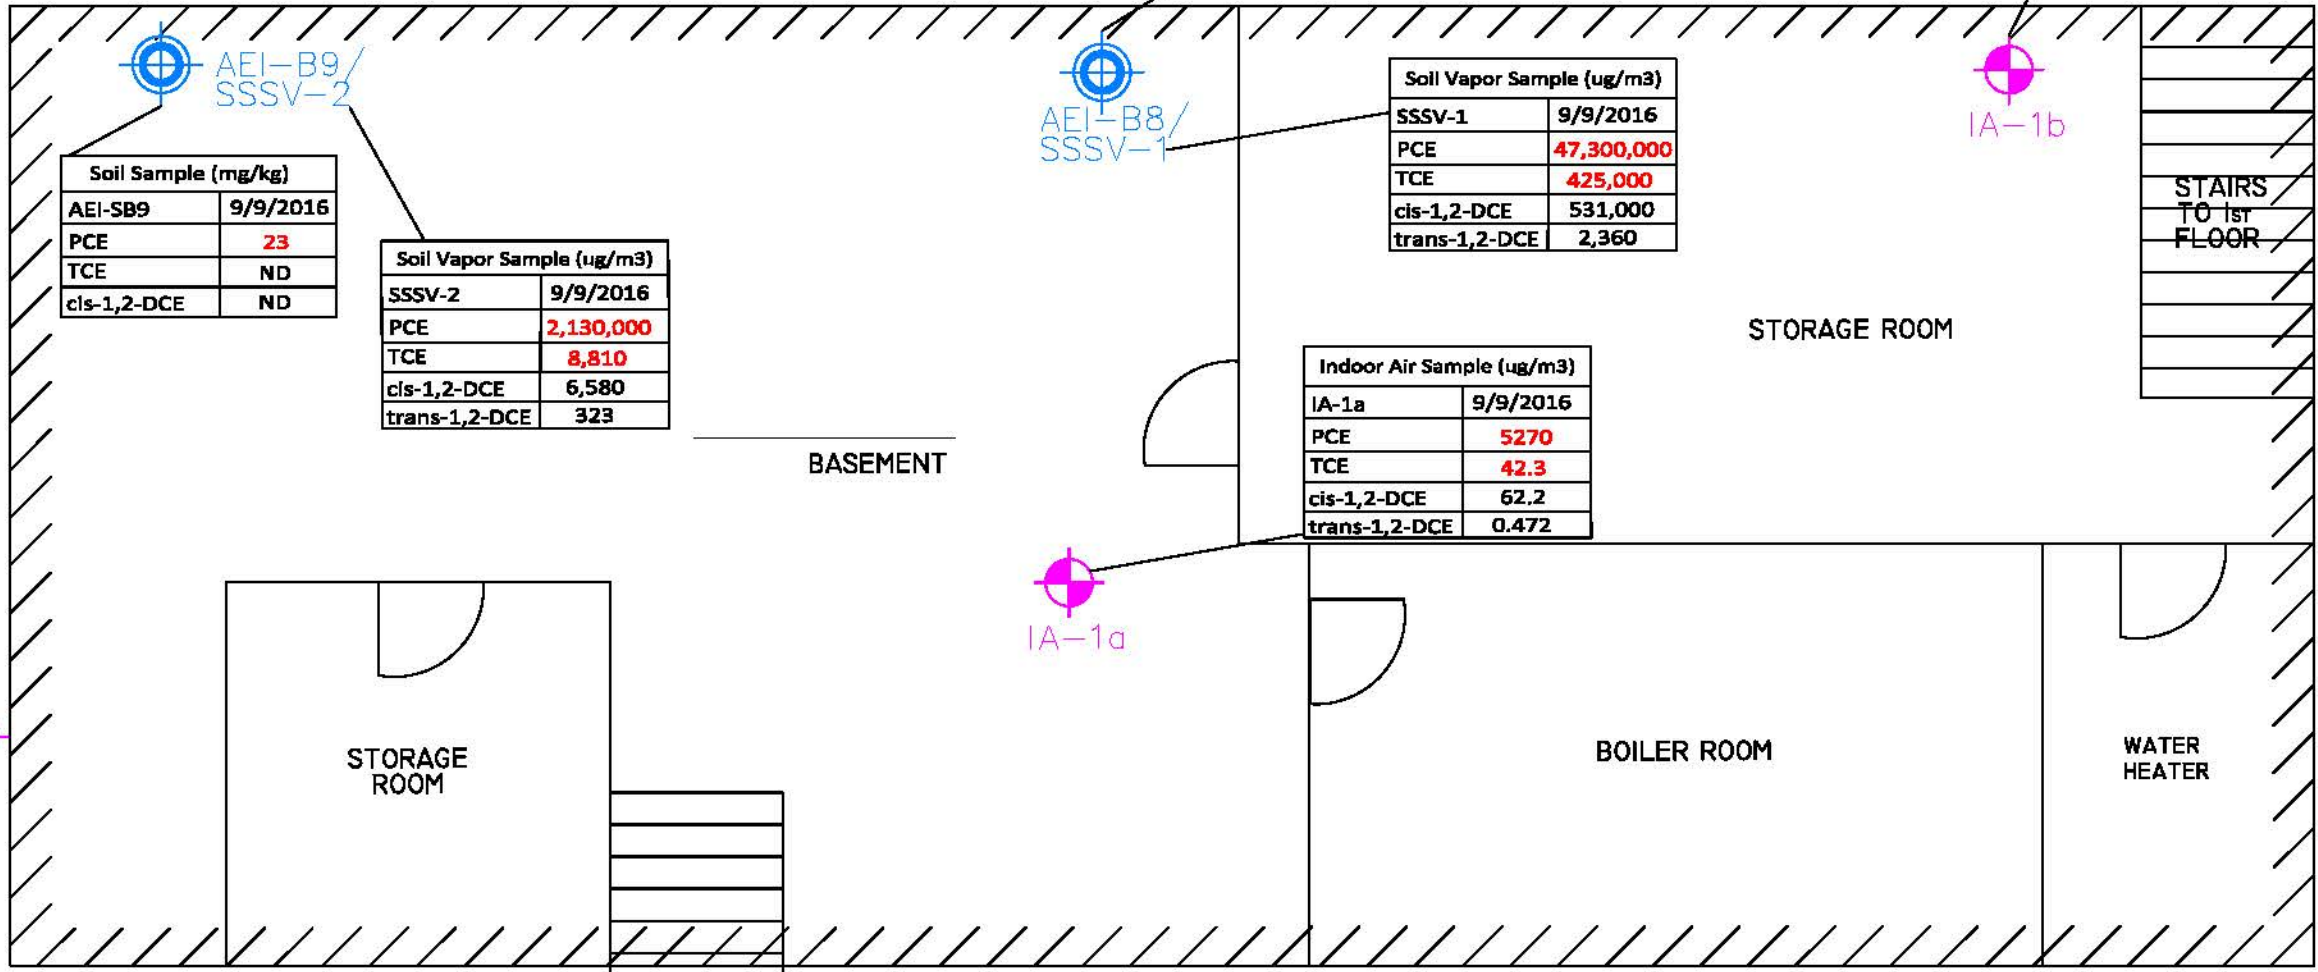 AEI-B9/
SSSV-2
AEI-B8/
SSSV-1
IA-1b
Soil Vapor Sample (ug/m3)
SSSV-1 9/9/2016
PCE 47,300,000
TCE 425,000
cis-1,2-DCE 531,000
trans-1,2-DCE 2,360
Soil Sample (mg/kg)
AEI-SB9 9/9/2016
PCE 23
TCE ND
cis-1,2-DCE ND
STAIRS
TO 1ST
FLOOR
Soil Vapor Sample (ug/m3)
SSSV-2 9/9/2016
PCE 2,130,000
TCE 8,810
cis-1,2-DCE 6,580
trans-1,2-DCE 323
STORAGE ROOM
Indoor Air Sample (ug/m3)
IA-1a 9/9/2016
PCE 5270
TCE 42.3
cis-1,2-DCE 62.2
trans-1,2-DCE 0.472
BASEMENT
IA-1a
STORAGE
ROOM
BOILER ROOM
WATER
HEATER